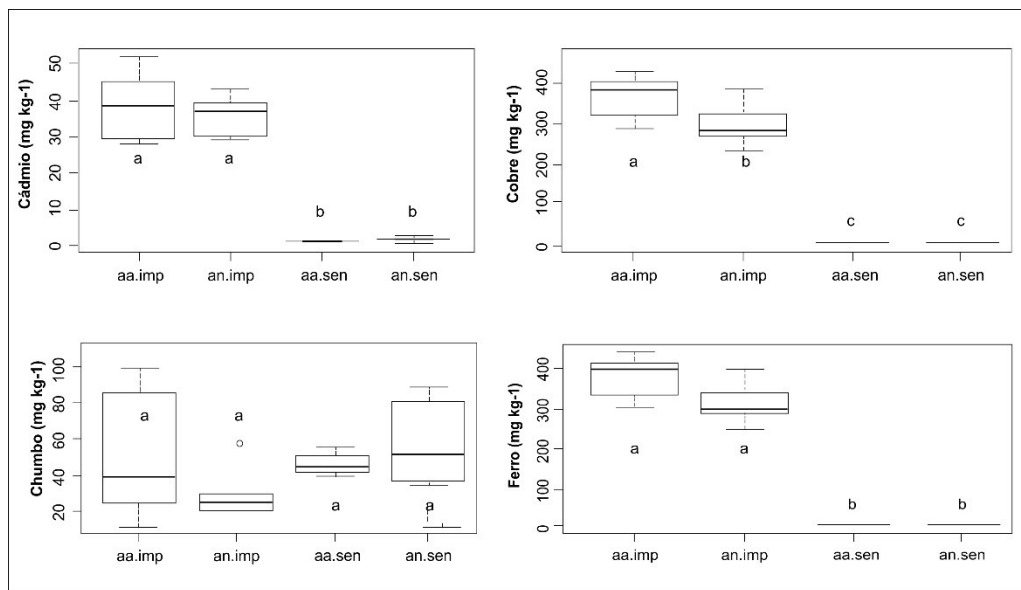 Cádmio (mg kg-1)
50
40
30
20
10
0
a
a
b
b
aa.imp
an.imp
aa.sen
an.sen
Cobre (mg kg-1)
400
300
200
100
0
a
b
c
c
aa.imp
an.imp
aa.sen
an.sen
Chumbo (mg kg-1)
100
80
60
40
20
a
a
a
a
aa.imp
an.imp
aa.sen
an.sen
Ferro (mg kg-1)
400
300
200
100
0
a
a
b
b
aa.imp
an.imp
aa.sen
an.sen